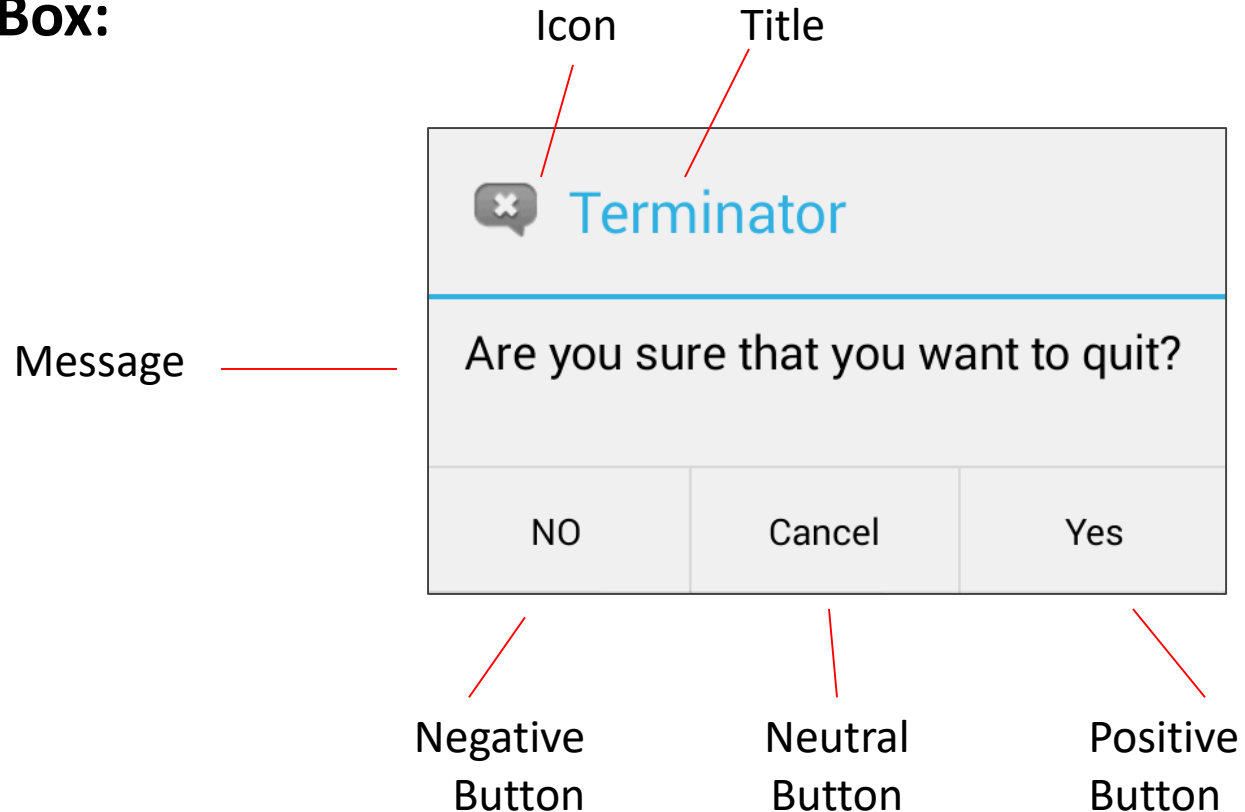 Box:
Icon Title
Terminator
Message
Are you sure that you want to quit?
NO Cancel Yes
Negative Button
Neutral Button
Positive Button